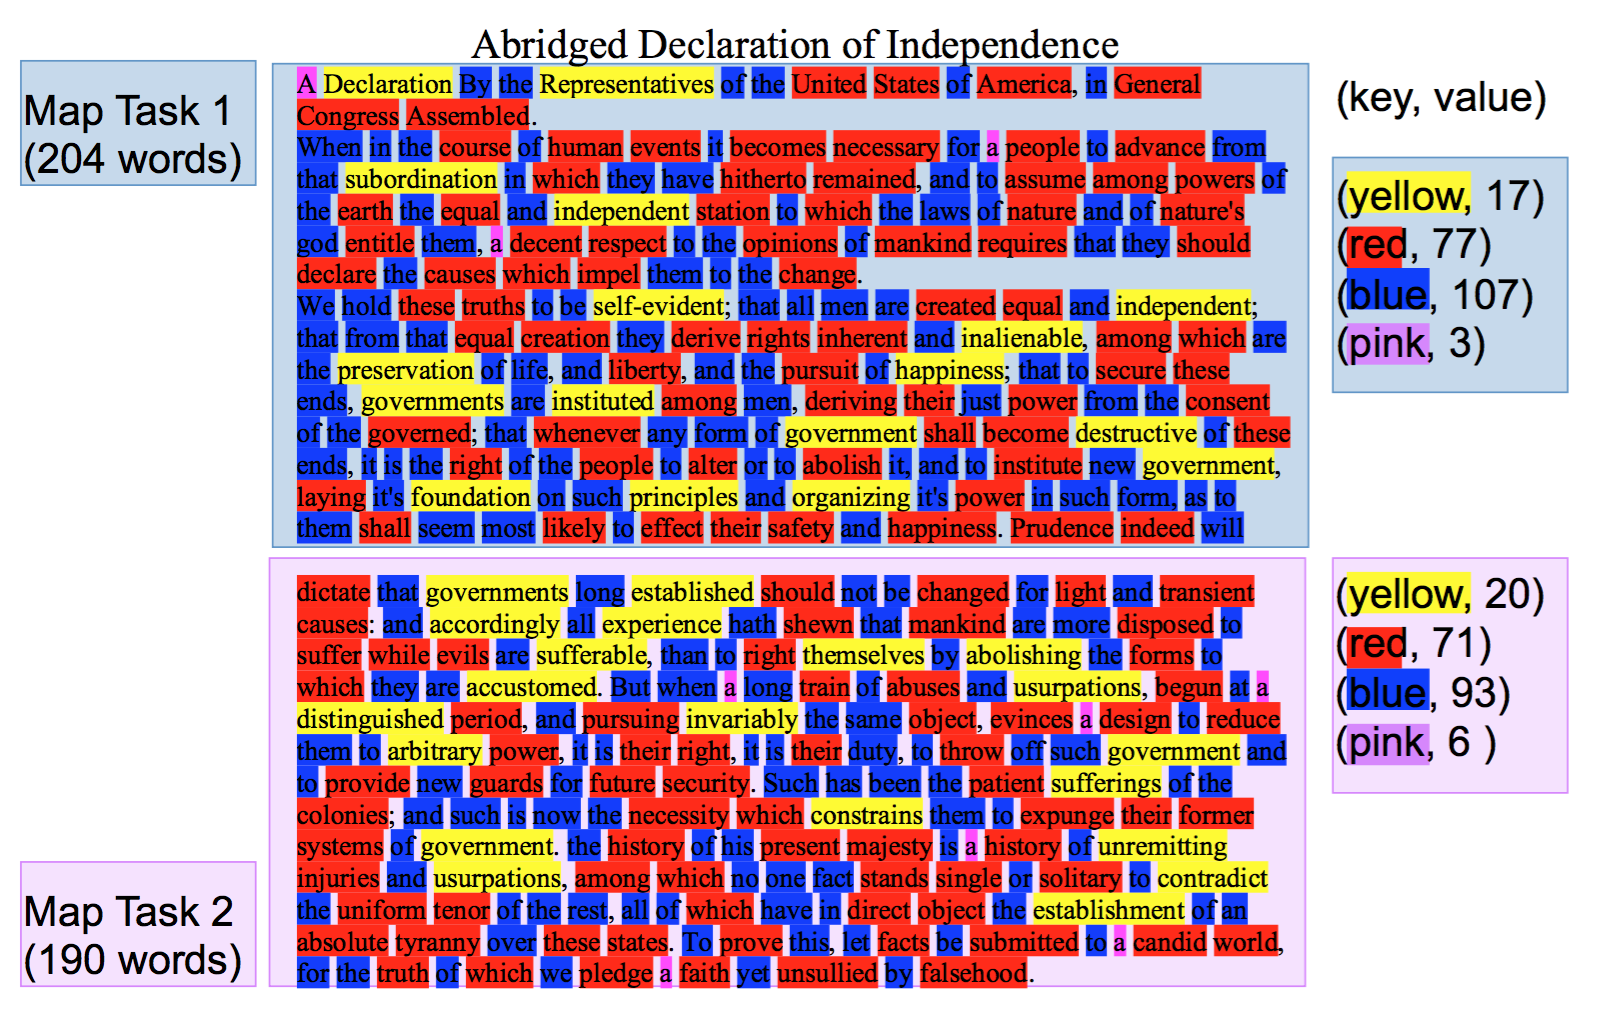 Abridged Declaration of Independence
Map Task 1
(204 words)
A Declaration By the Representatives of the United States of America, in General
Congress Assembled.
When in the course of human events it becomes necessary for a people to advance from
that subordination in which they have hitherto remained, and to assume among powers of
the earth the equal and independent station to which the laws of nature and of nature's
god entitle them, a decent respect to the opinions of mankind requires that they should
declare the causes which impel them to the change.
We hold these truths to be self-evident; that all men are created equal and independent;
that from that equal creation they derive rights inherent and inalienable, among which are
the preservation of life, and liberty, and the pursuit of happiness; that to secure these
ends, governments are instituted among men, deriving their just power from the consent
of the governed; that whenever any form of government shall become destructive of these
ends, it is the right of the people to alter or to abolish it, and to institute new government,
laying it's foundation on such principles and organizing it's power in such form, as to
them shall seem most likely to effect their safety and happiness. Prudence indeed will
(key, value)
(yellow, 17)
(red, 77)
(blue, 107)
(pink, 3)
dictate that governments long established should not be changed for light and transient
causes: and accordingly all experience hath shewn that mankind are more disposed to
suffer while evils are sufferable, than to right themselves by abolishing the forms to
which they are accustomed. But when a long train of abuses and usurpations, begun at a
distinguished period, and pursuing invariably the same object, evinces a design to reduce
them to arbitrary power, it is their right, it is their duty, to throw off such government and
to provide new guards for future security. Such has been the patient sufferings of the
colonies; and such is now the necessity which constrains them to expunge their former
systems of government. the history of his present majesty is a history of unremitting
injuries and usurpations, among which no one fact stands single or solitary to contradict
the uniform tenor of the rest, all of which have in direct object the establishment of an
absolute tyranny over these states. To prove this, let facts be submitted to a candid world,
for the truth of which we pledge a faith yet unsullied by falsehood.
Map Task 2
(190 words)
(yellow, 20)
(red, 71)
(blue, 93)
(pink, 6 )